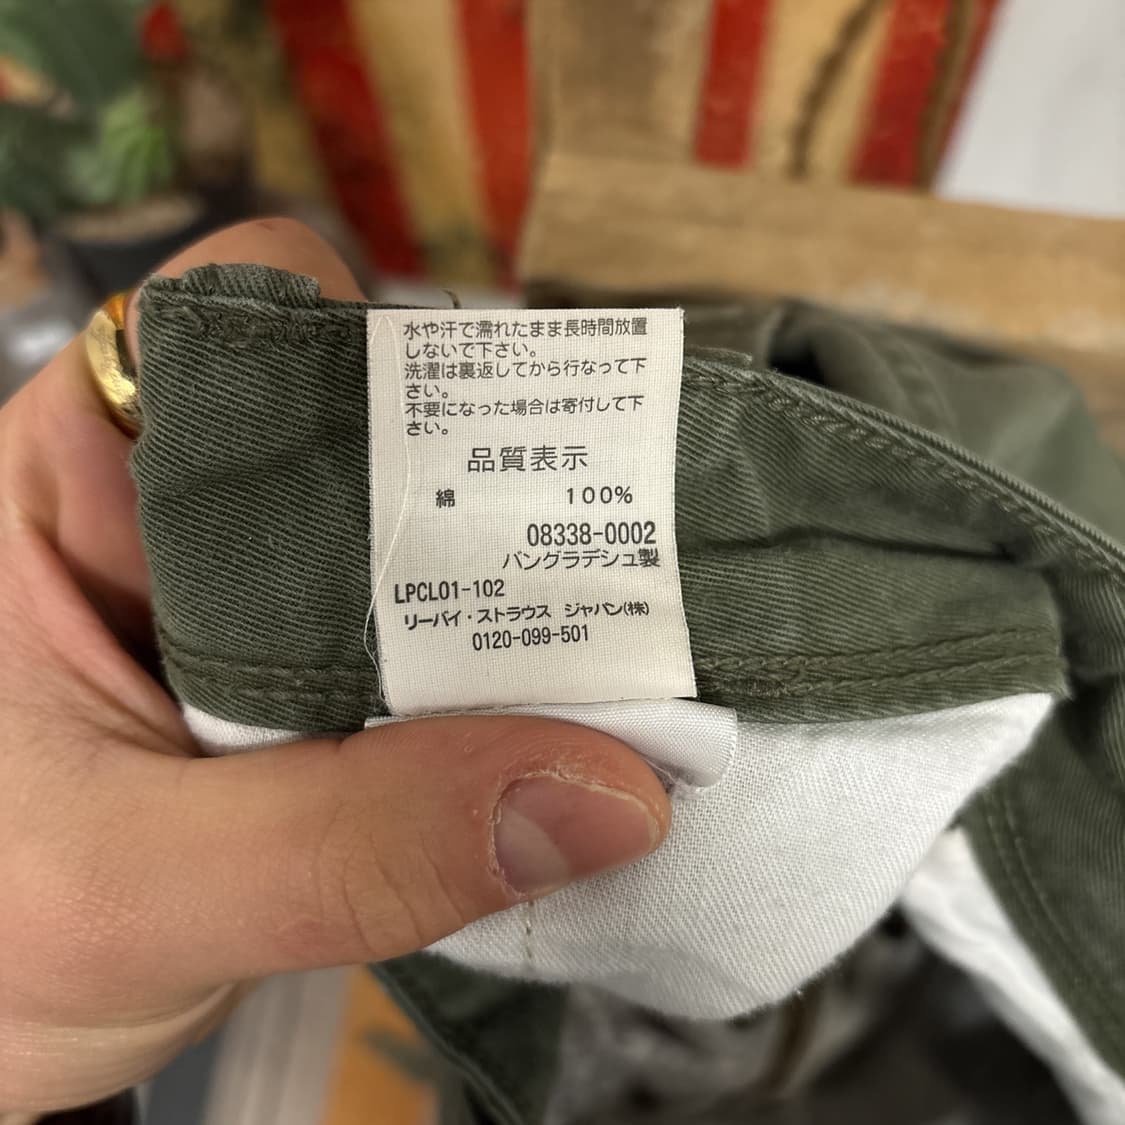 水や汗で濡れたまま長時間放置
しないで下さい。
洗濯は裏返してから行なって下
さい。
不要になった場合は寄付して下
さい。
品質表示
綿 100%
08338-0002
バングラデシュ製
LPCL01-102
リーバイ・ストラウス ジャパン(株)
0120-099-501